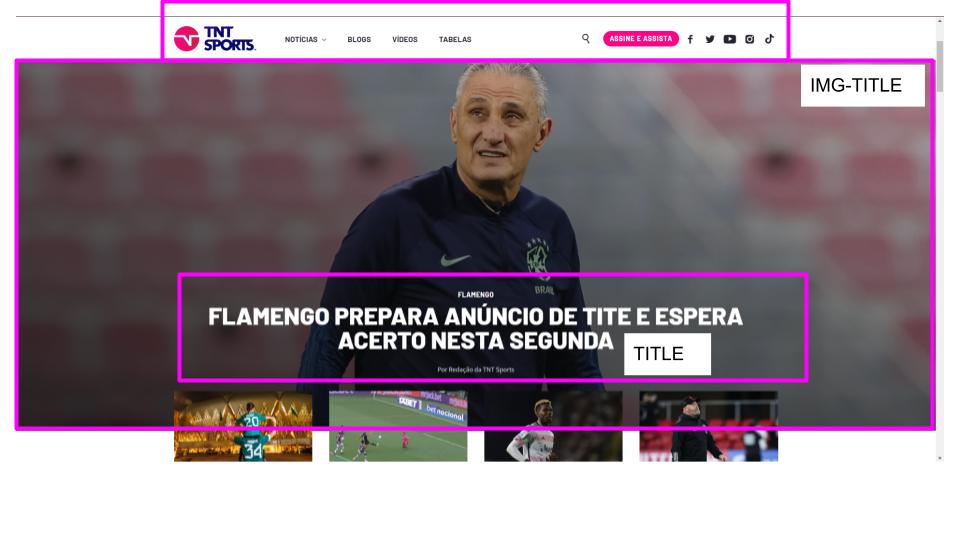 TNT
SPORTS
NOTÍCIAS
BLOGS
VÍDEOS
TABELAS
ASSINE E ASSISTA
IMG-TITLE
BRASIL
FLAMENGO
FLAMENGO PREPARA ANÚNCIO DE TITE E ESPERA
ACERTO NESTA SEGUNDA
TITLE
Por Redação da TNT Sports
bet nacional
20
34